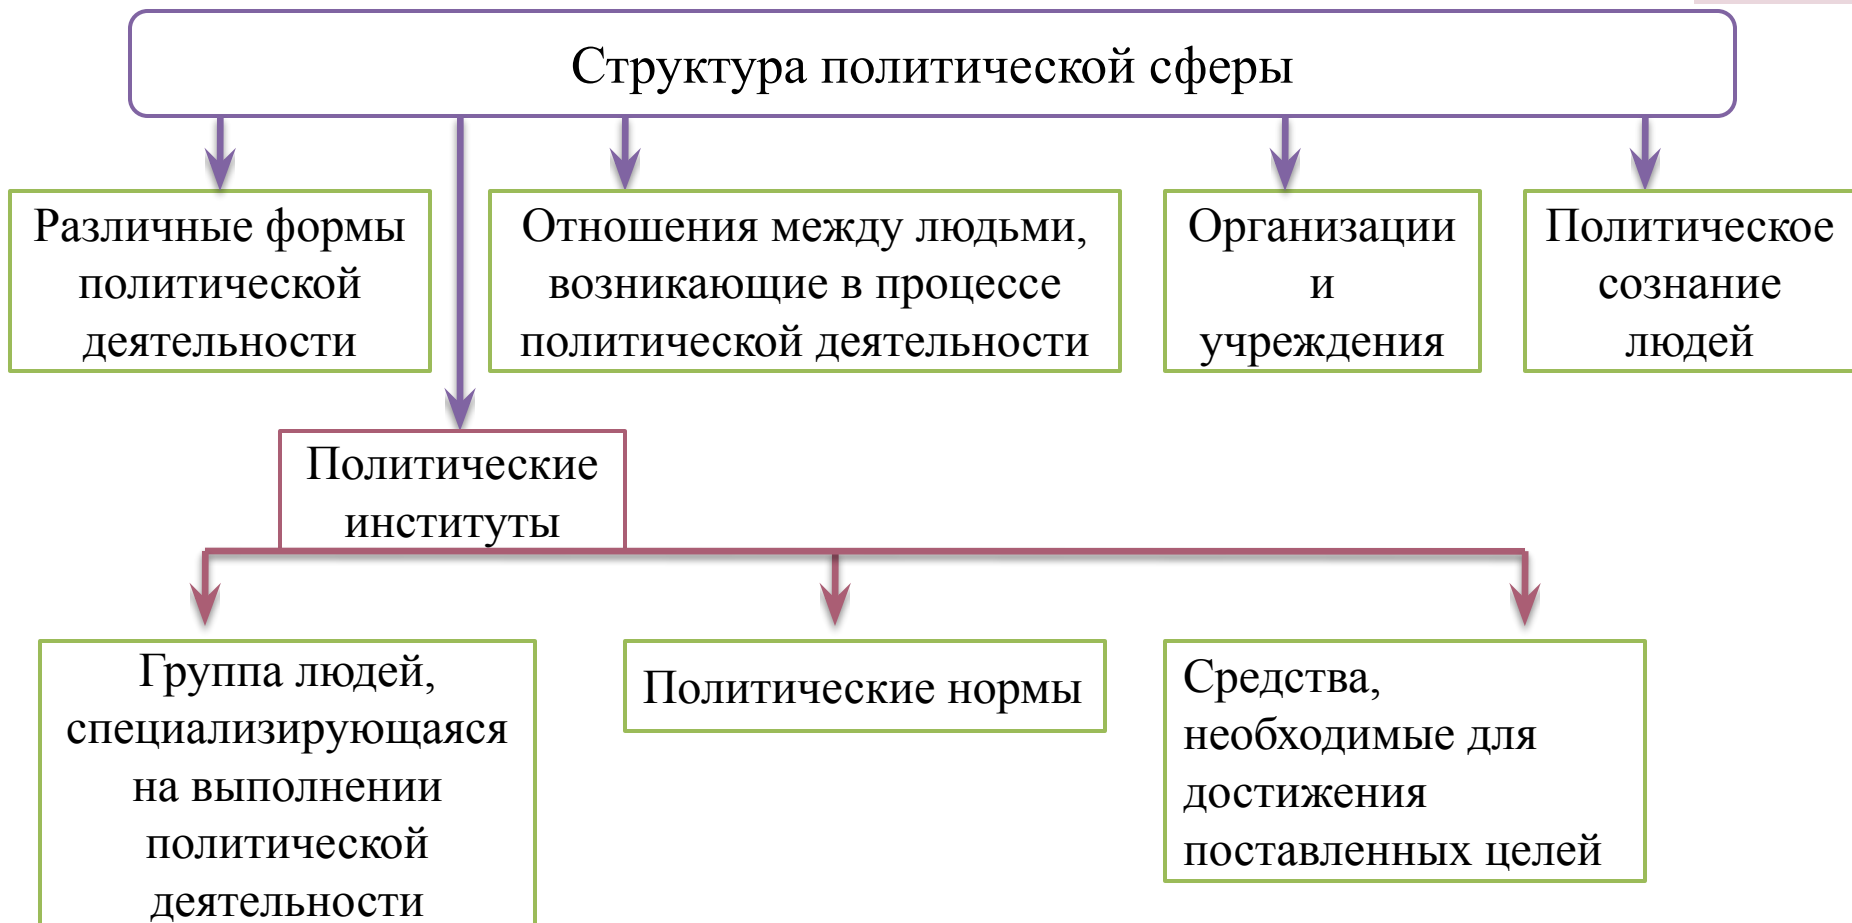 Структура политической сферы
Различные формы
политической
деятельности
Отношения между людьми,
возникающие в процессе
политической деятельности
Организации
и
учреждения
Политическое
сознание
людей
Политические
институты
Группа людей,
специализирующаяся
на выполнении
политической
деятельности
Политические нормы
Средства,
необходимые для
достижения
поставленных целей